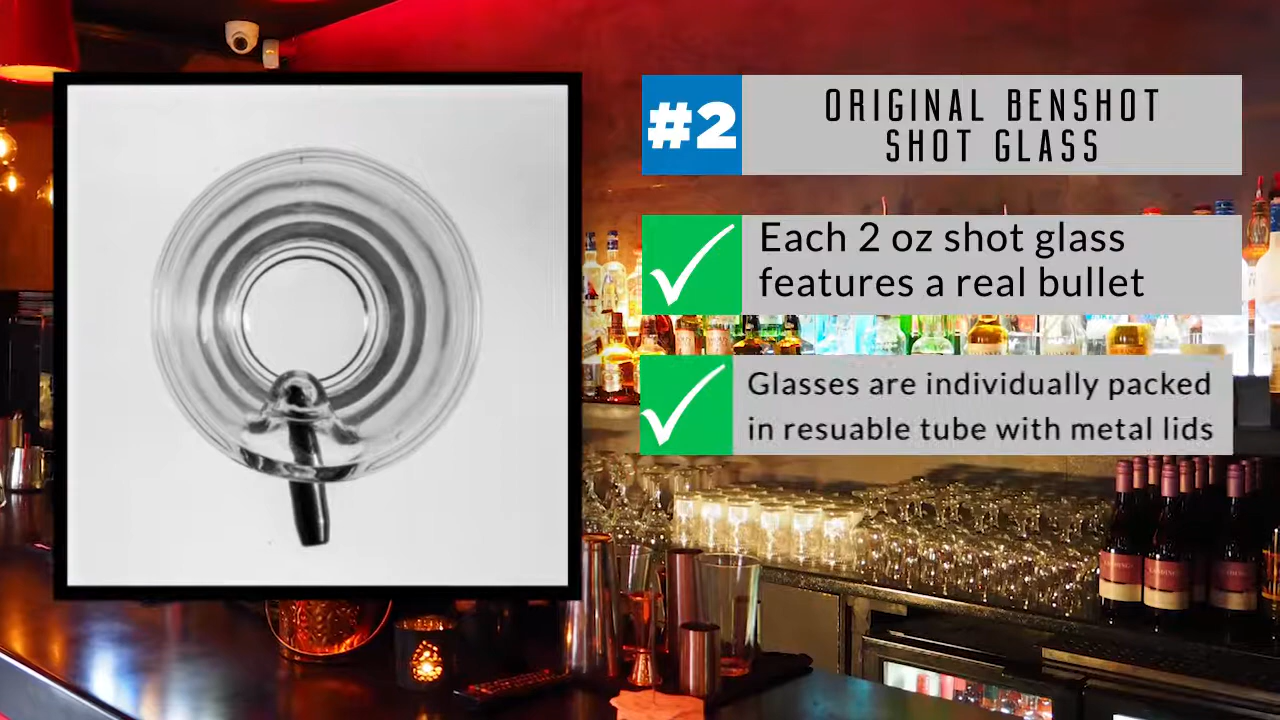 #2
ORIGINAL BENSHOT
SHOT GLASS
Each 2 oz shot glass
features a real bullet
Glasses are individually packed
in resuable tube with metal lids